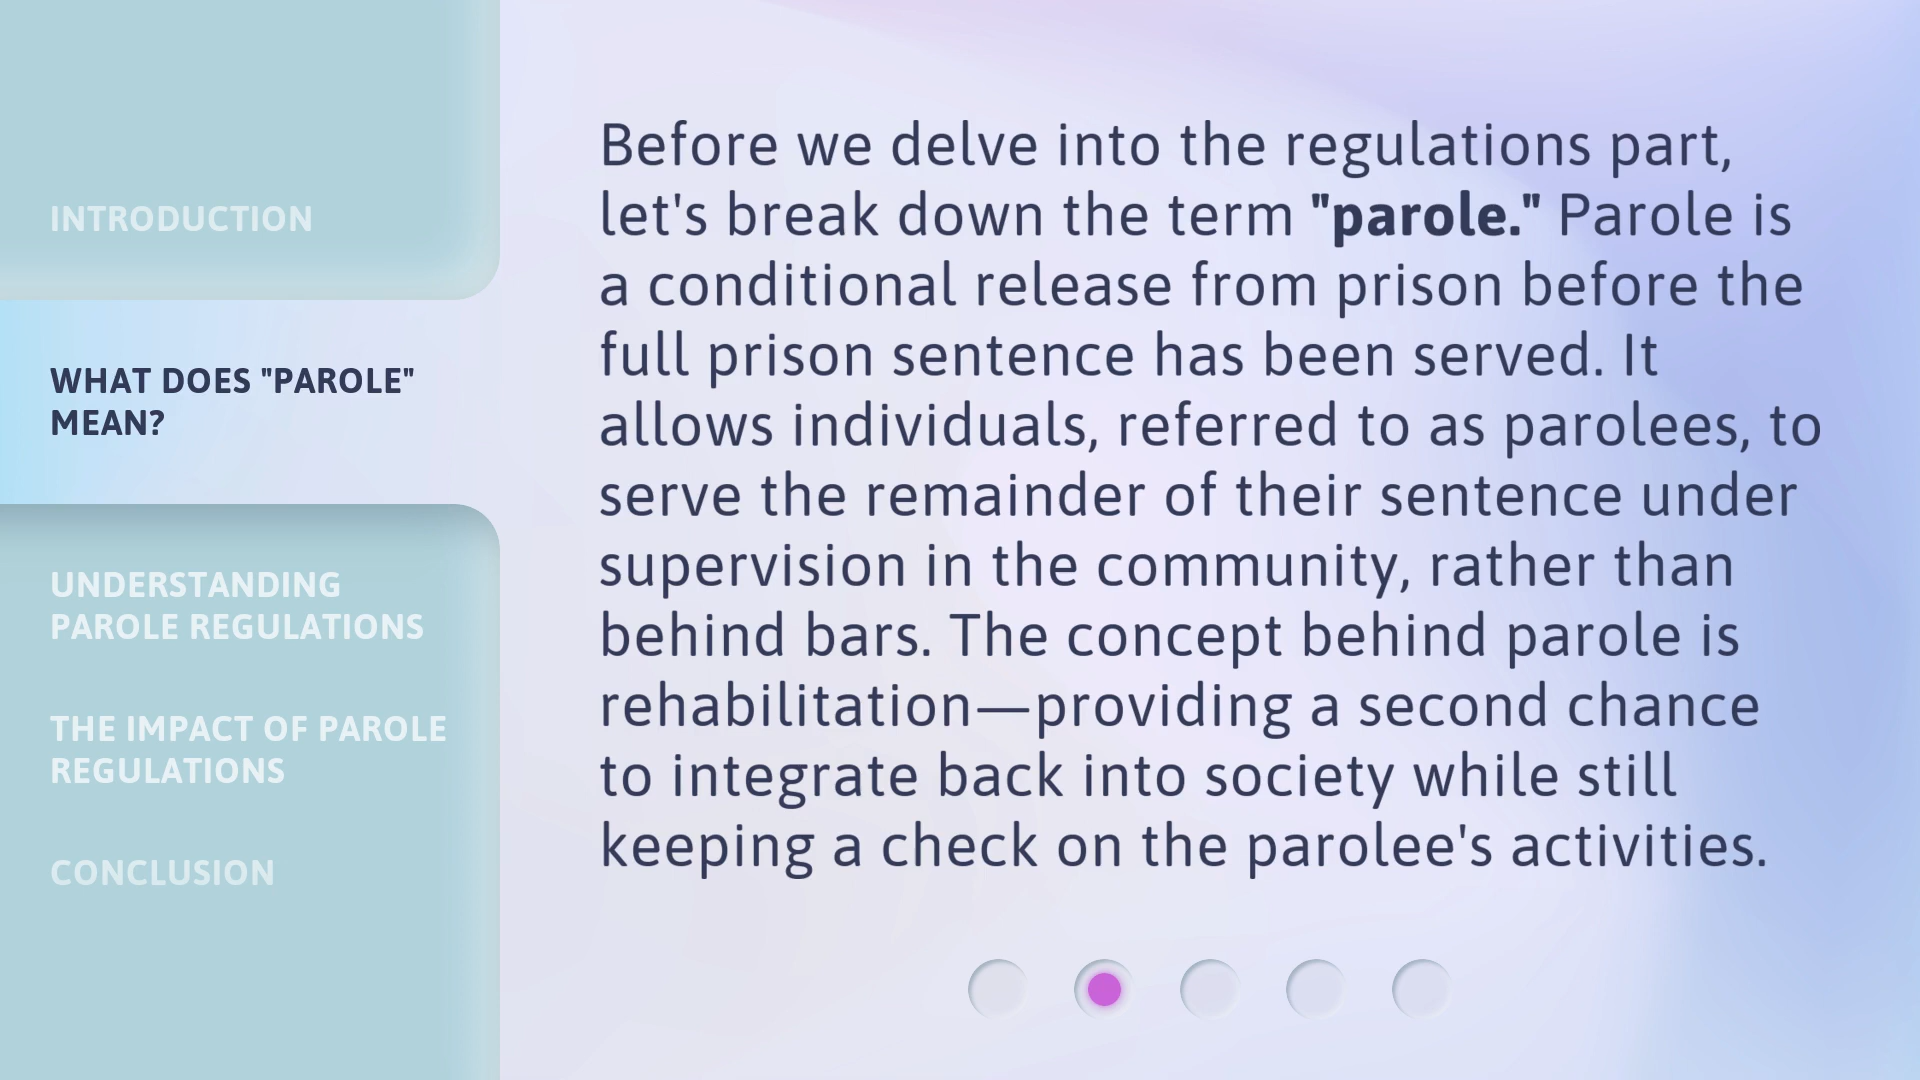 INTRODUCTION
WHAT DOES "PAROLE"
MEAN?
UNDERSTANDING
PAROLE REGULATIONS
THE IMPACT OF PAROLE
REGULATIONS
CONCLUSION
Before we delve into the regulations part,
let's break down the term "parole." Parole is
a conditional release from prison before the
full prison sentence has been served. It
allows individuals, referred to as parolees, to
serve the remainder of their sentence under
supervision in the community, rather than
behind bars. The concept behind parole is
rehabilitation—providing a second chance
to integrate back into society while still
keeping a check on the parolee's activities.